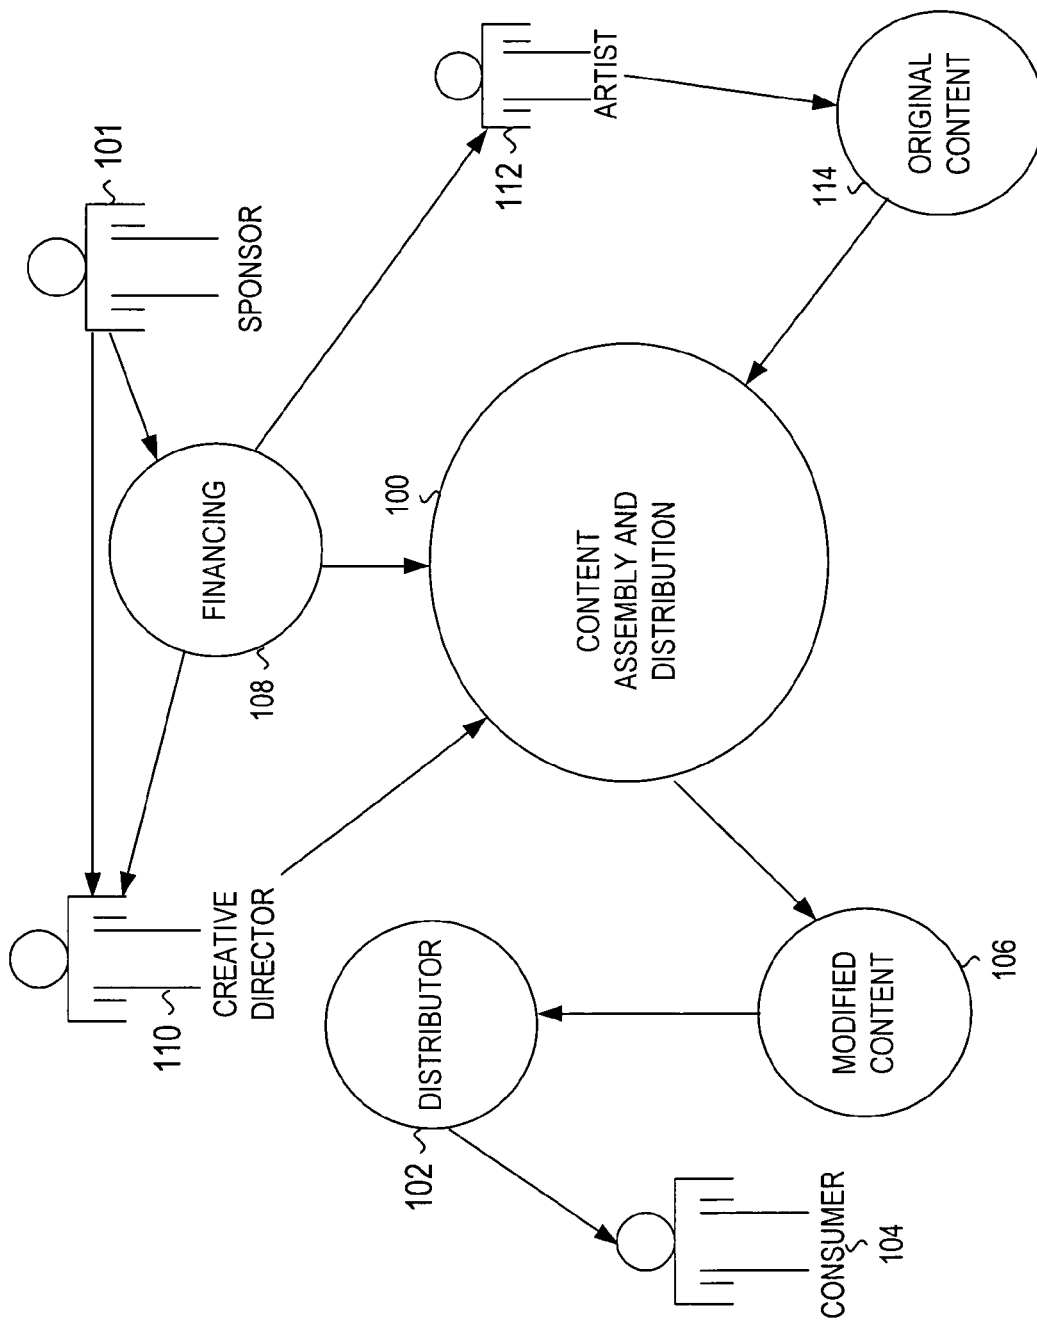 101
SPONSOR
112
ARTIST
114
ORIGINAL
CONTENT
FINANCING
108
100
CONTENT
ASSEMBLY AND
DISTRIBUTION
110
CREATIVE
DIRECTOR
DISTRIBUTOR
102
MODIFIED
CONTENT
106
CONSUMER
104